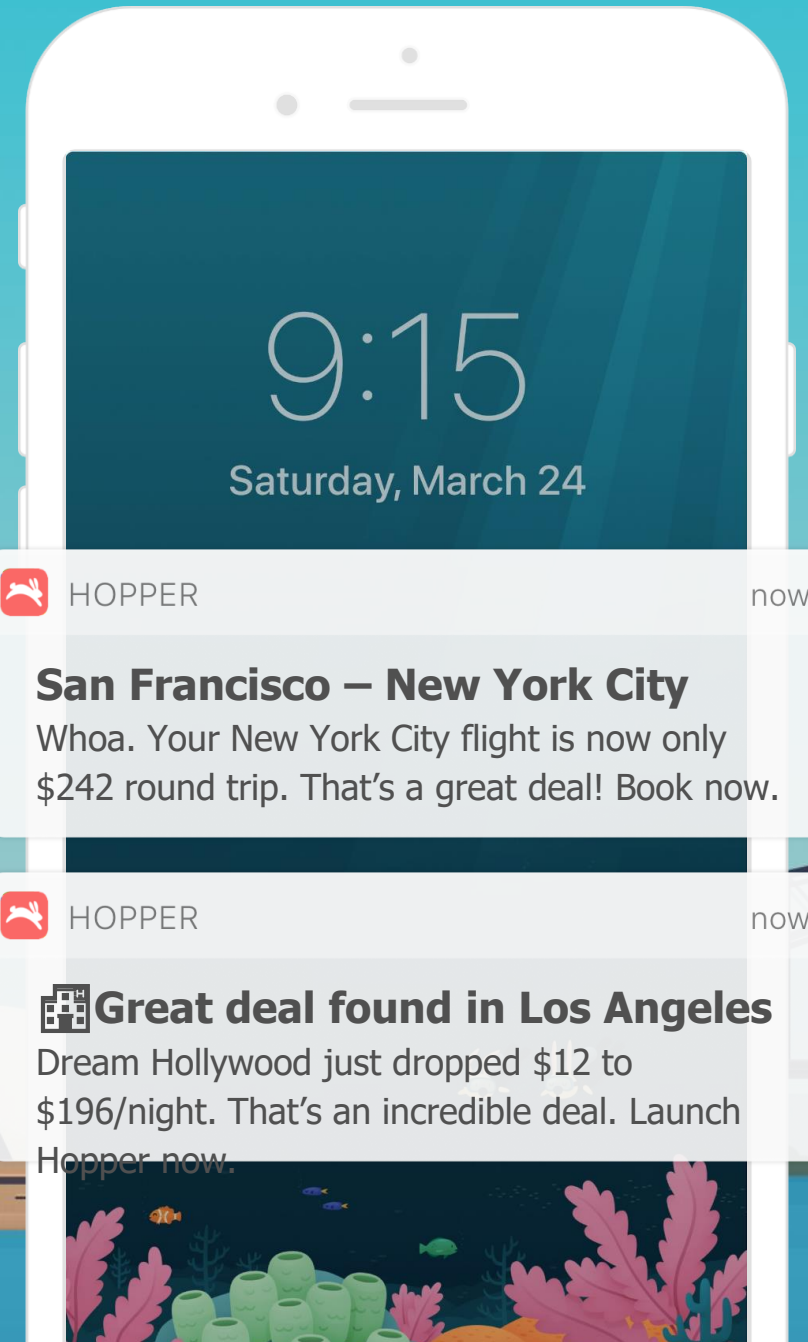 9:15
Saturday, March 24
HOPPER
now
San Francisco – New York City
Whoa. Your New York City flight is now only
$242 round trip. That’s a great deal! Book now.
HOPPER
now
🏨Great deal found in Los Angeles
Dream Hollywood just dropped $12 to
$196/night. That’s an incredible deal. Launch
Hopper now.